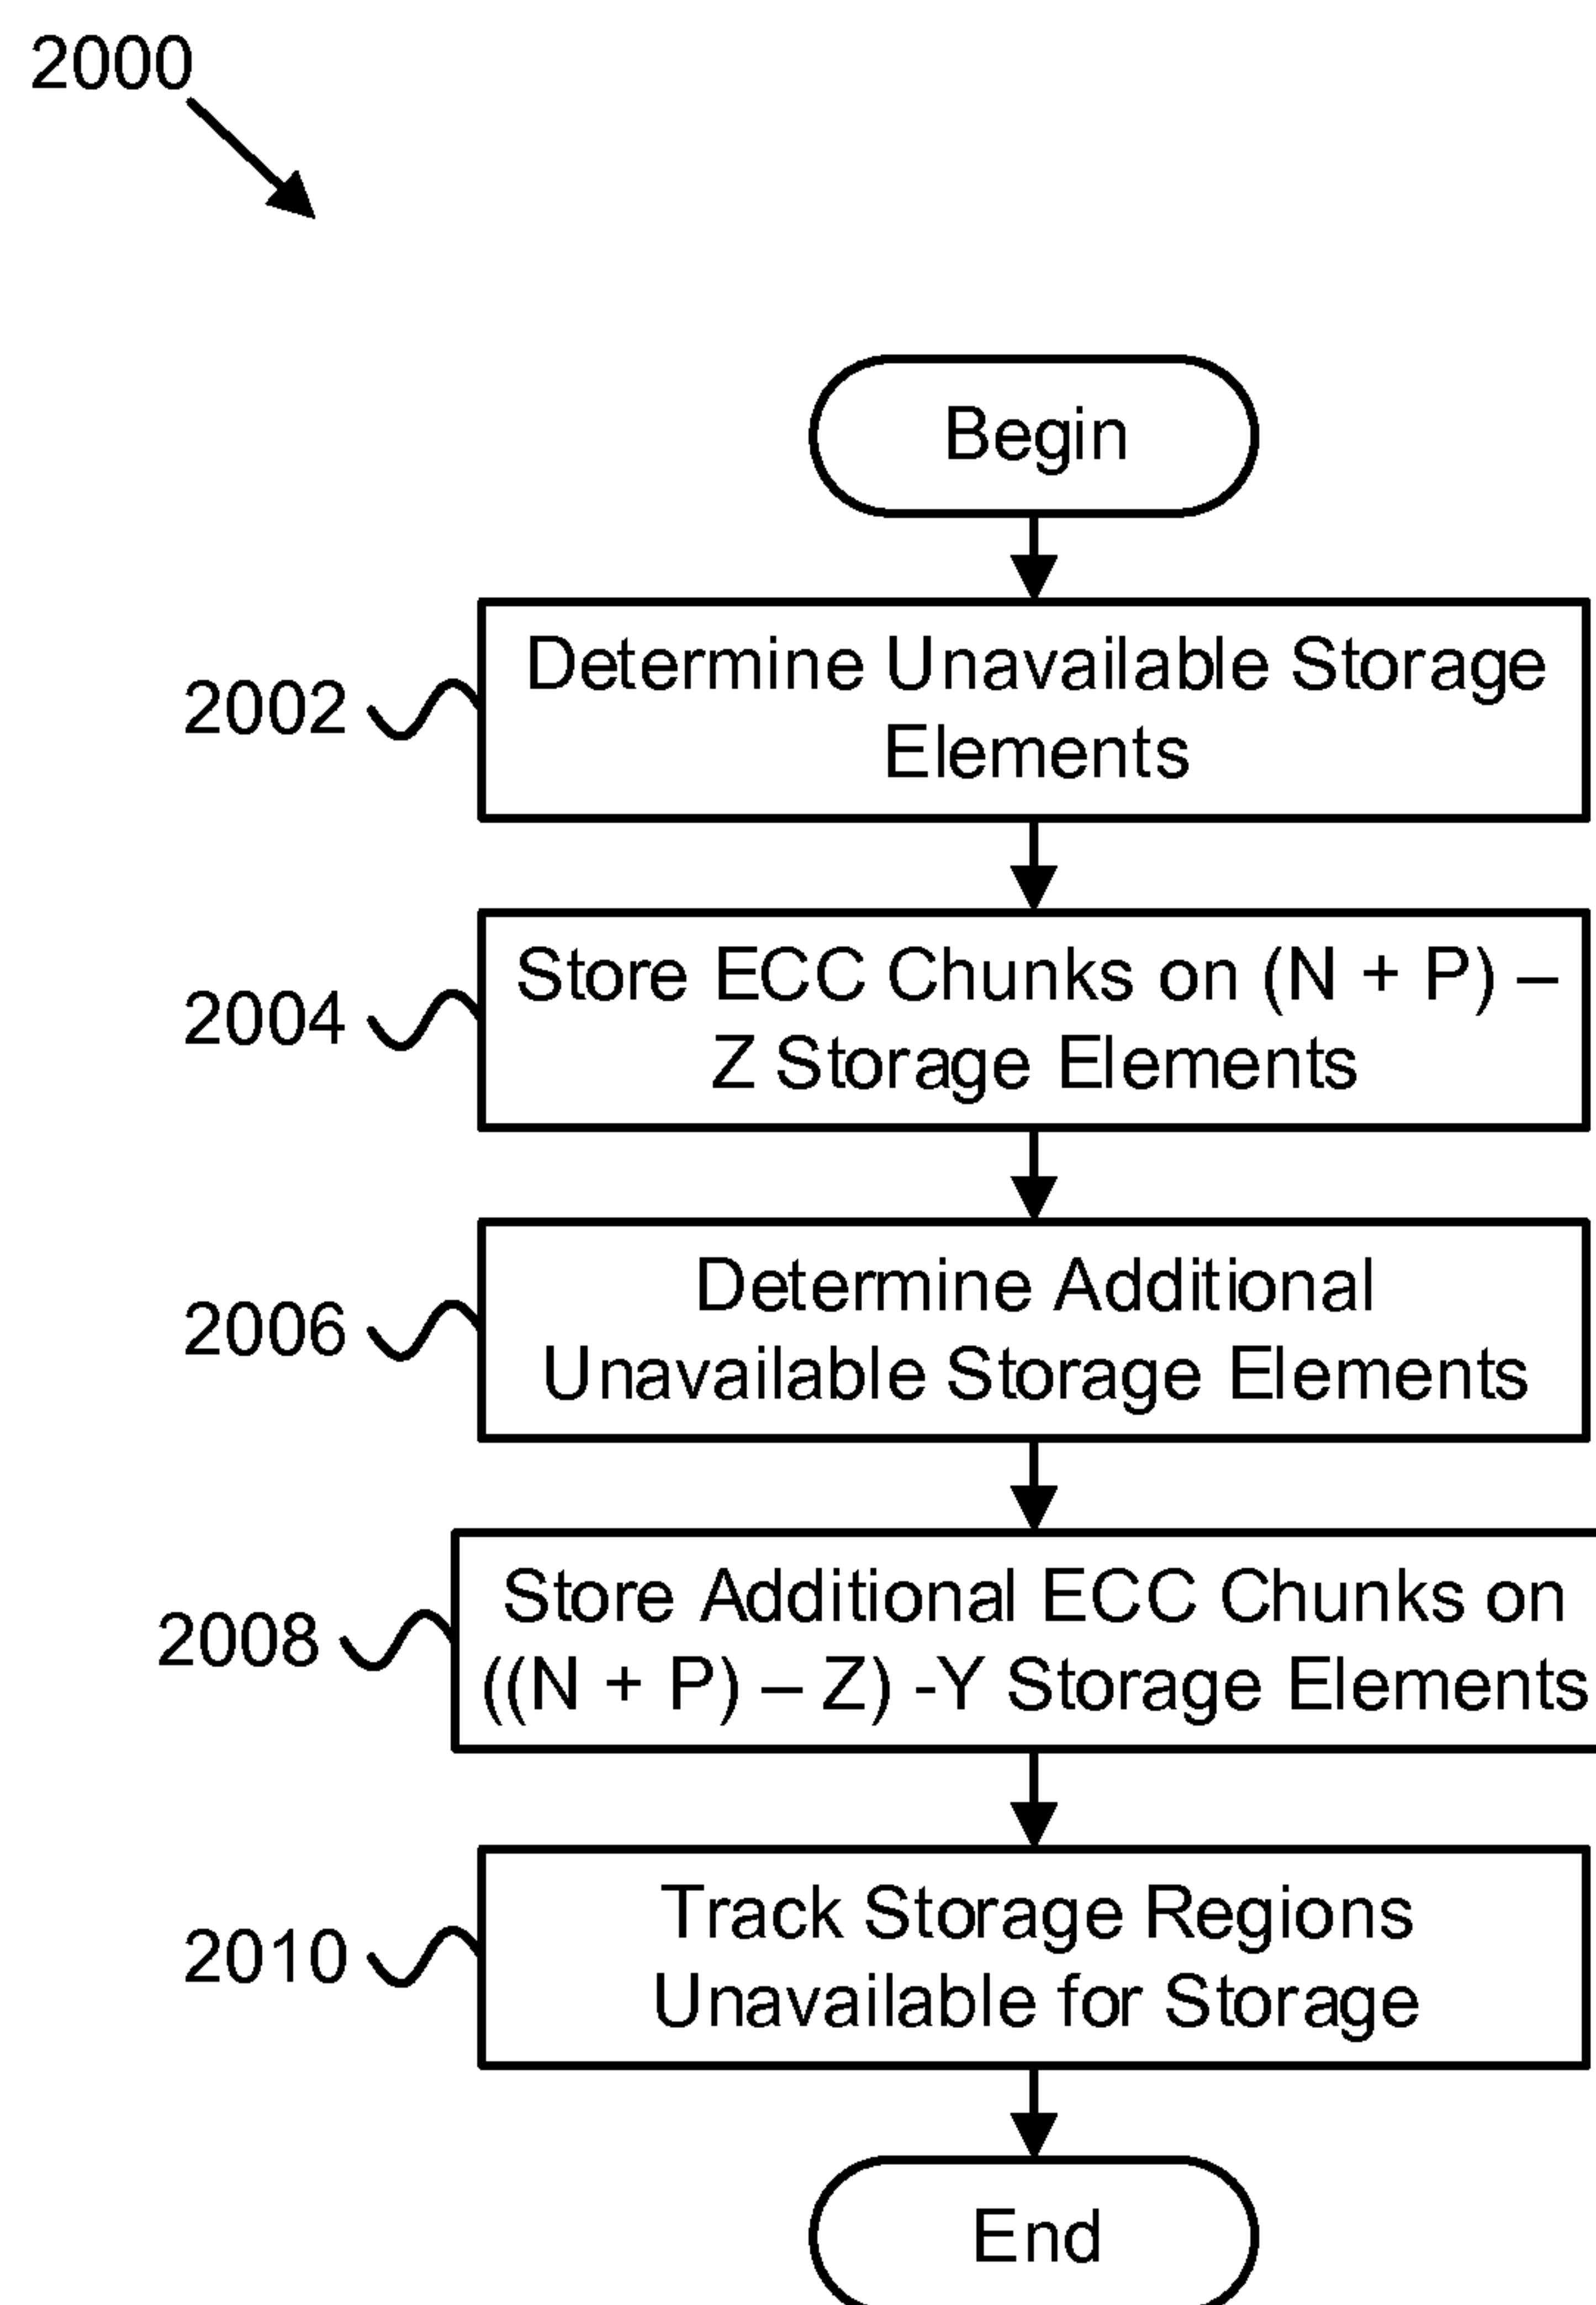 2000
Begin
2002
Determine Unavailable Storage
Elements
2004
Store ECC Chunks on (N + P) –
Z Storage Elements
2006
Determine Additional
Unavailable Storage Elements
2008
Store Additional ECC Chunks on
((N + P) – Z) -Y Storage Elements
2010
Track Storage Regions
Unavailable for Storage
End